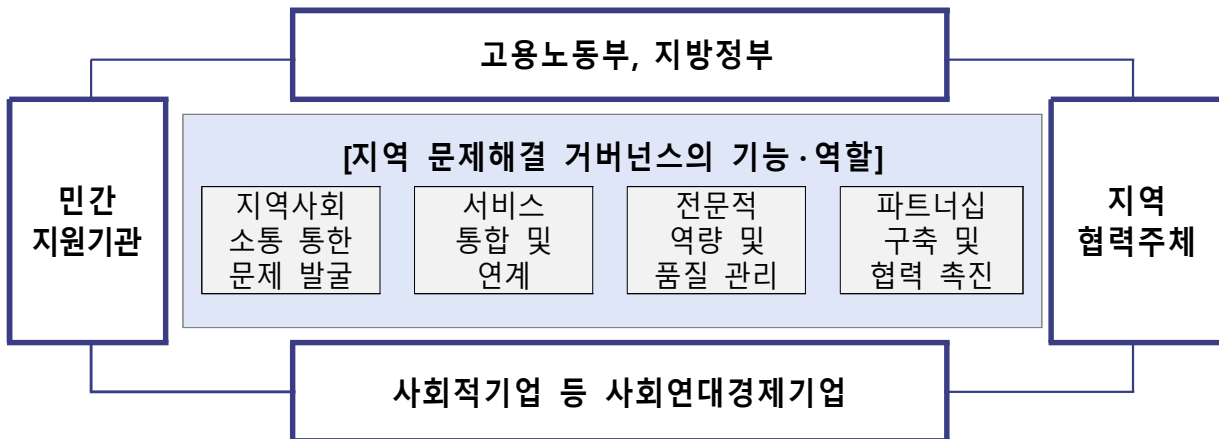 고용노동부, 지방정부
민간
지원기관
[지역 문제해결 거버넌스의 기능·역할]
지역사회
소통 통한
문제 발굴
서비스
통합 및
연계
전문적
역량 및
품질 관리
파트너십
구축 및
협력 촉진
지역
협력주체
사회적기업 등 사회연대경제기업